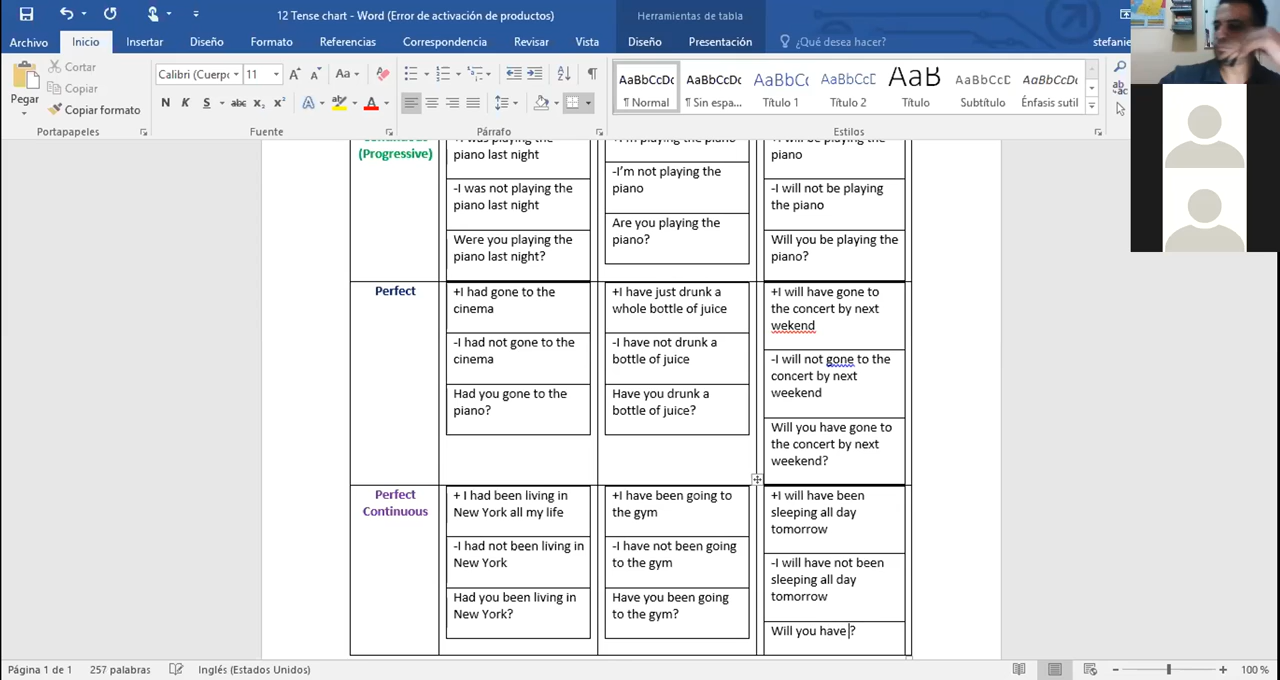 12 Tense chart - Word (Error de activación de productos)
Herramientas de tabla
Archivo Inicio Insertar Diseño Formato Referencias Correspondencia Revisar Vista Diseño Presentación ¿Qué desea hacer? stefanie
Cortar
Copiar
Copiar formato
Pegar
Portapapeles
Calibri (Cuerpo 11
Fuente
Párrafo
AaBbCcDc AaBbCcDc AaBbCc AaBbCcD AaB AaBbCcD AaBbCcDc
¶ Normal ¶ Sin espa... Título 1 Título 2 Título Subtítulo Énfasis sutil
Estilos
(Progressive)
+I was playing the
piano last night
-I was not playing the
piano last night
Were you playing the
piano last night?
+I'm playing the piano
-I'm not playing the
piano
Are you playing the
piano?
+I will be playing the
piano
-I will not be playing
the piano
Will you be playing the
piano?
Perfect
+I had gone to the
cinema
-I had not gone to the
cinema
Had you gone to the
piano?
+I have just drunk a
whole bottle of juice
-I have not drunk a
bottle of juice
Have you drunk a
bottle of juice?
+I will have gone to
the concert by next
wekend
-I will not gone to the
concert by next
weekend
Will you have gone to
the concert by next
weekend?
Perfect
Continuous
+ I had been living in
New York all my life
-I had not been living in
New York
Had you been living in
New York?
+I have been going to
the gym
-I have not been going
to the gym
Have you been going
to the gym?
+I will have been
sleeping all day
tomorrow
-I will have not been
sleeping all day
tomorrow
Will you have ?
Página 1 de 1 257 palabras Inglés (Estados Unidos) 100 %